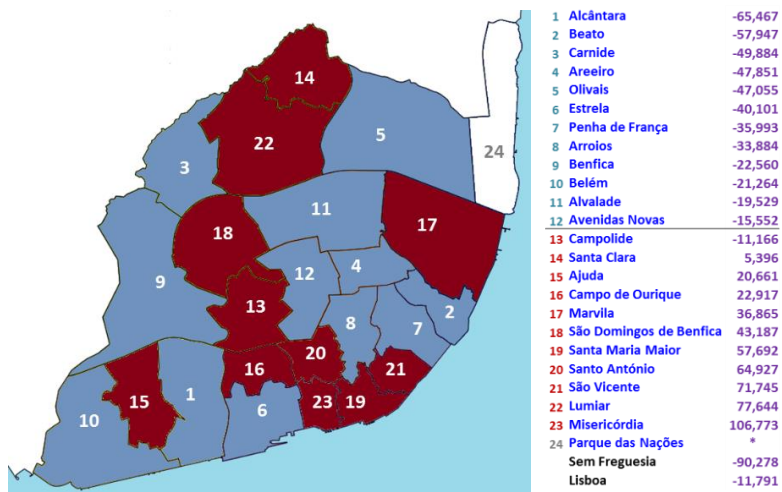 14
22
5
24
3
11
17
18
9
12
4
13
8
7
2
20
16
21
15
1
10
6
23
19
1 Alcântara -65,467
2 Beato -57,947
3 Carnide -49,884
4 Areeiro -47,851
5 Olivais -47,055
6 Estrela -40,101
7 Penha de França -35,993
8 Arroios -33,884
9 Benfica -22,560
10 Belém -21,264
11 Alvalade -19,529
12 Avenidas Novas -15,552
13 Campolide -11,166
14 Santa Clara 5,396
15 Ajuda 20,661
16 Campo de Ourique 22,917
17 Marvila 36,865
18 São Domingos de Benfica 43,187
19 Santa Maria Maior 57,692
20 Santo António 64,927
21 São Vicente 71,745
22 Lumiar 77,644
23 Misericórdia 106,773
24 Parque das Nações *
Sem Freguesia -90,278
Lisboa -11,791